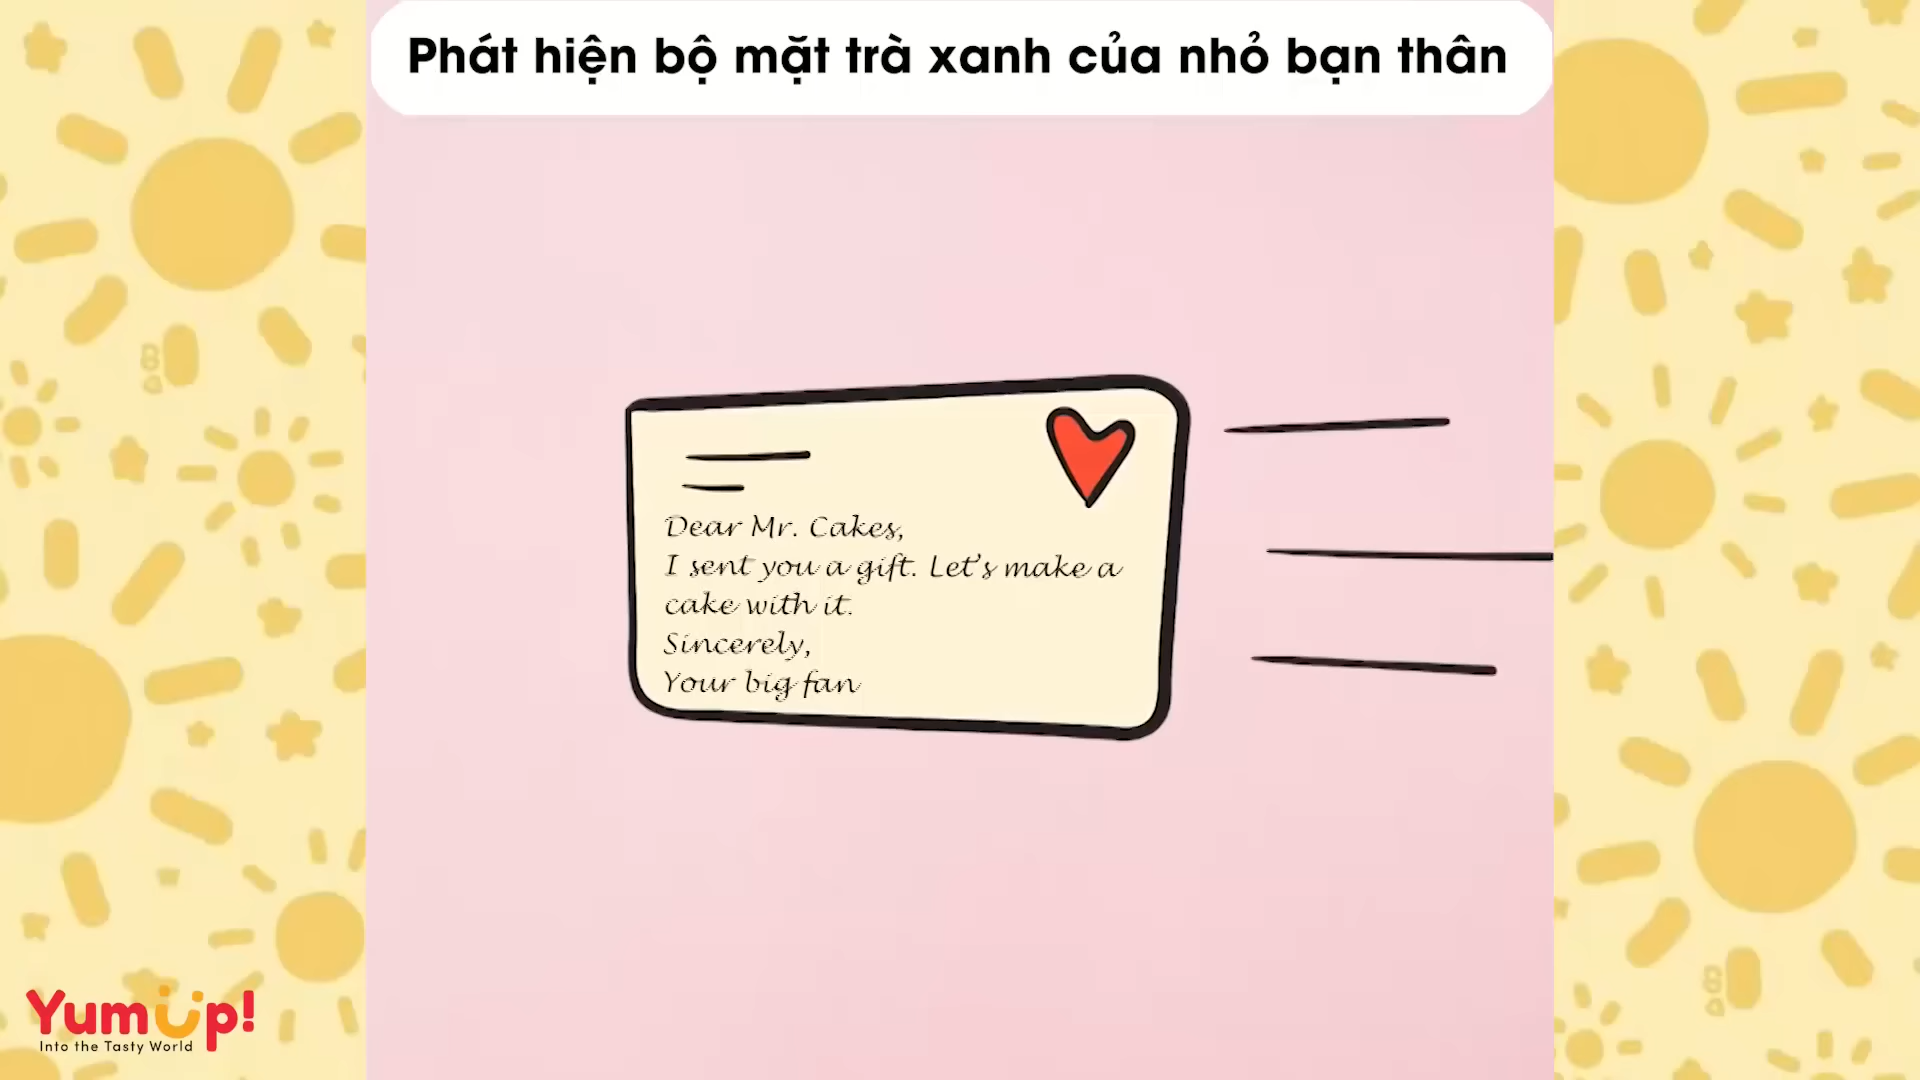 Phát hiện bộ mặt trà xanh của nhỏ bạn thân
Dear Mr. Cakes,
I sent you a gift. Let's make a
cake with it.
Sincerely,
Your big fan
YumUp!
Into the Tasty World